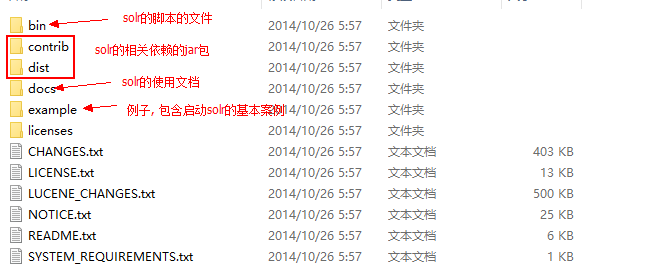 bin solr的脚本的文件 2014/10/26 5:57 文件夹
contrib 2014/10/26 5:57 文件夹
solr的相关依赖的jar包
dist 2014/10/26 5:57 文件夹
docs solr的使用文档 2014/10/26 5:57 文件夹
example 例子, 包含启动solr的基本案例 2014/10/26 5:57 文件夹
licenses 2014/10/26 5:57 文件夹
CHANGES.txt 2014/10/26 5:57 文本文档 403 KB
LICENSE.txt 2014/10/26 5:57 文本文档 13 KB
LUCENE_CHANGES.txt 2014/10/26 5:57 文本文档 500 KB
NOTICE.txt 2014/10/26 5:57 文本文档 25 KB
README.txt 2014/10/26 5:57 文本文档 6 KB
SYSTEM_REQUIREMENTS.txt 2014/10/26 5:57 文本文档 1 KB